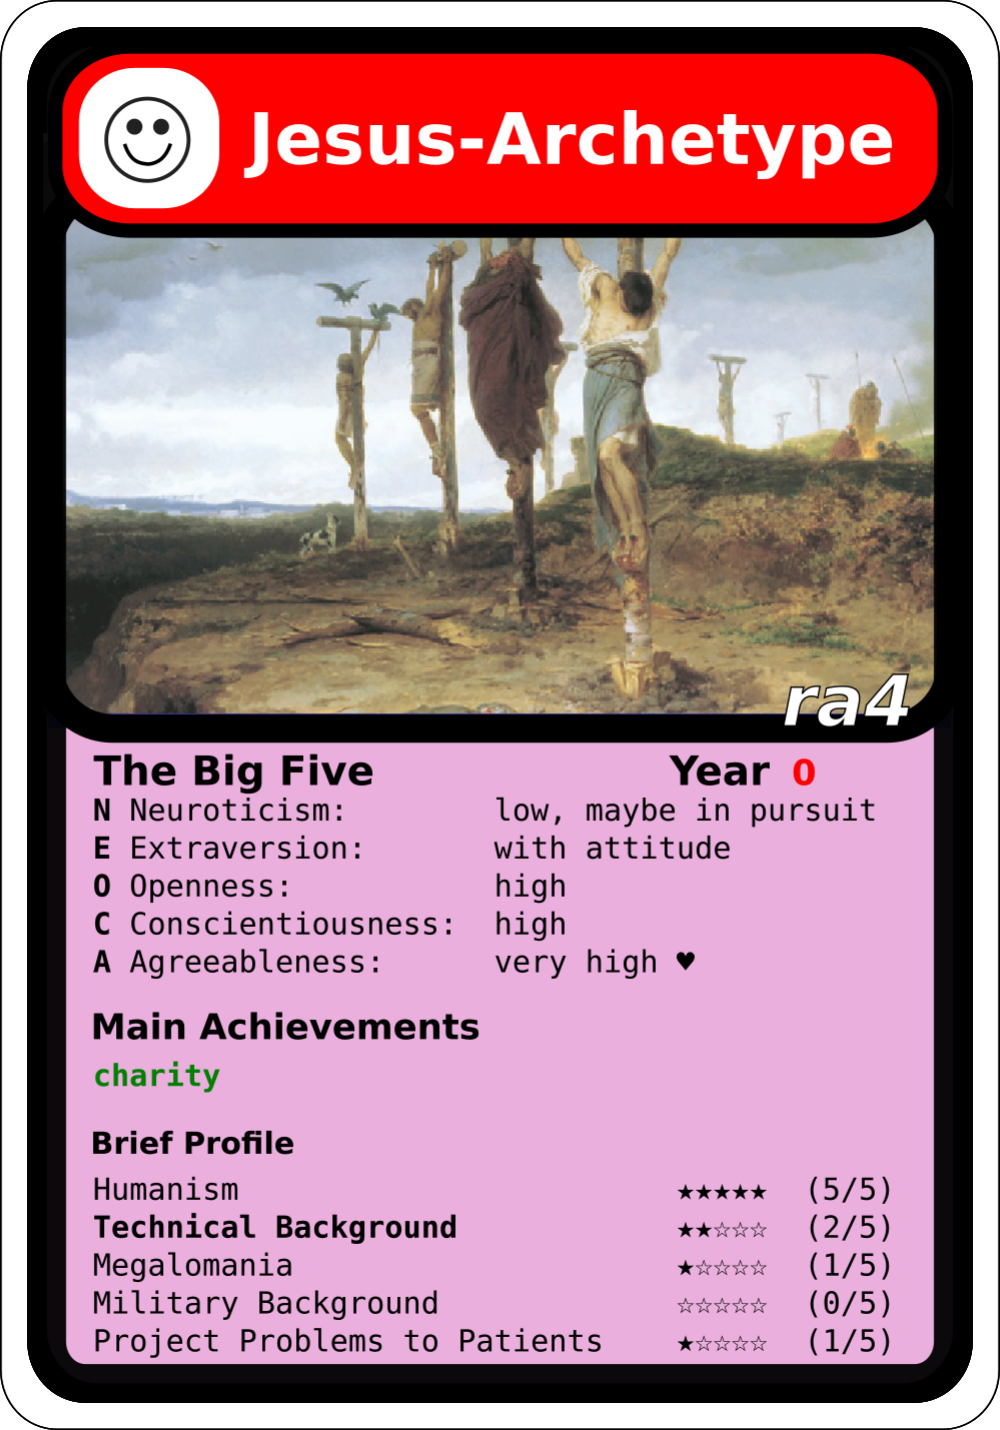 Jesus-Archetype
ra4
The Big Five Year 0
N Neuroticism: low, maybe in pursuit
E Extraversion: with attitude
O Openness: high
C Conscientiousness: high
A Agreeableness: very high ♥
Main Achievements
charity
Brief Profile
Humanism ★★★★★ (5/5)
Technical Background ★★☆☆☆ (2/5)
Megalomania ★☆☆☆☆ (1/5)
Military Background ☆☆☆☆☆ (0/5)
Project Problems to Patients ★☆☆☆☆ (1/5)